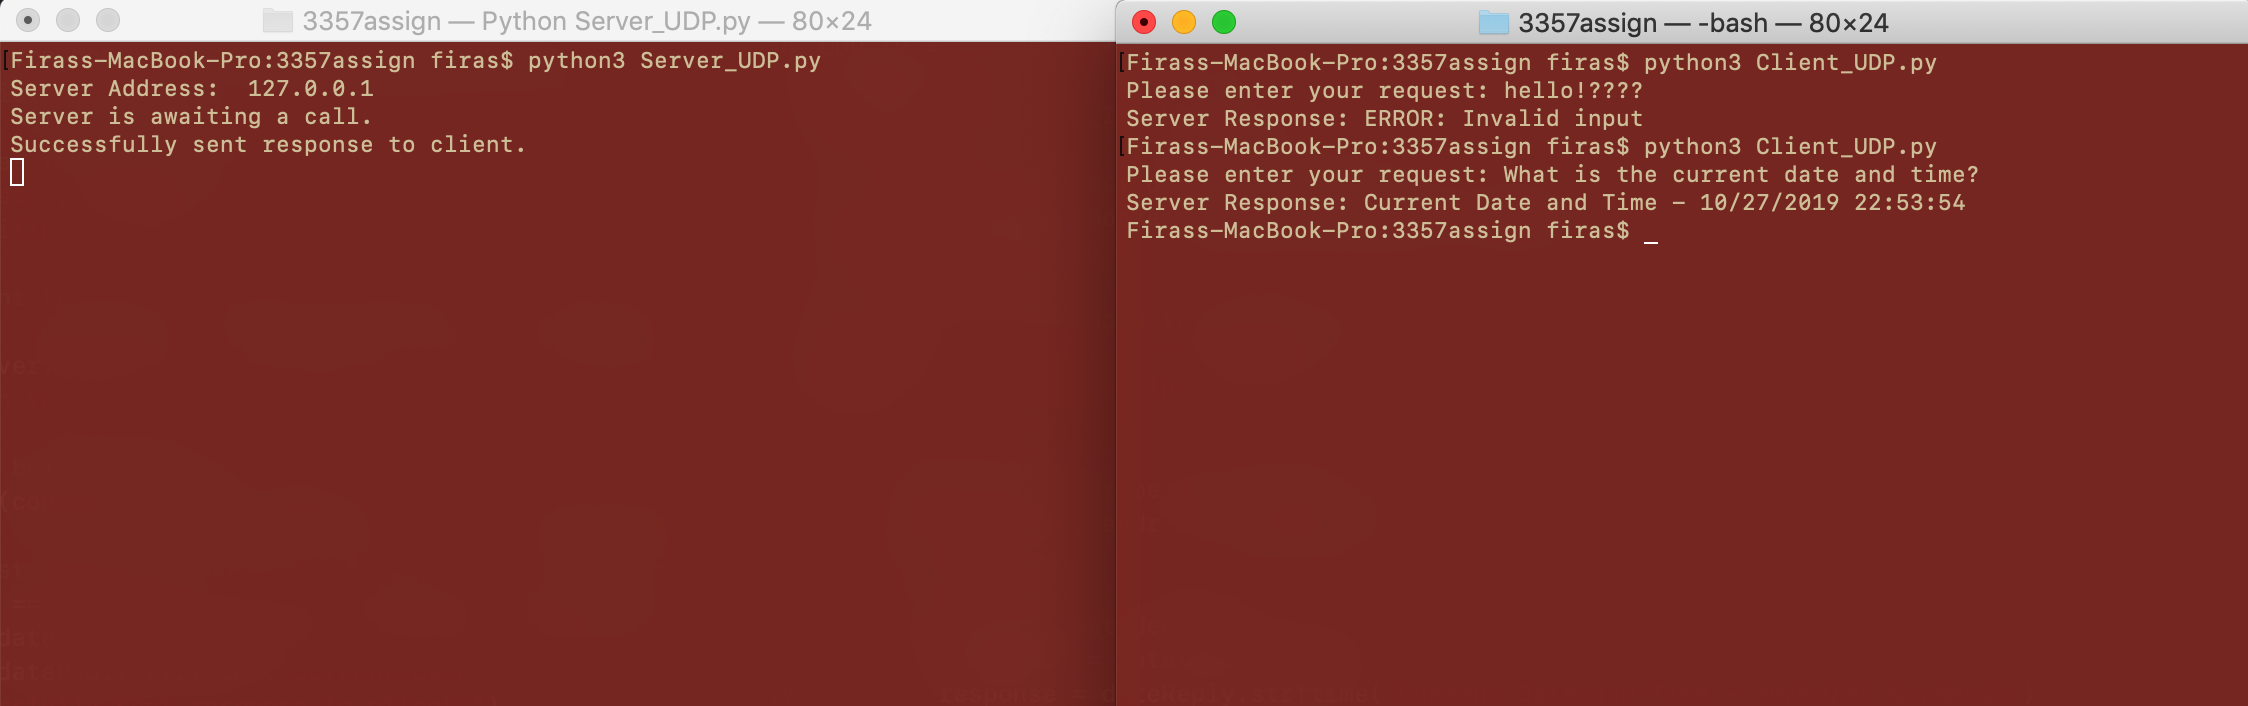 3357assign — Python Server_UDP.py — 80×24
[Firass-MacBook-Pro:3357assign firas$ python3 Server_UDP.py
Server Address:  127.0.0.1
Server is awaiting a call.
Successfully sent response to client.
3357assign — -bash — 80×24
[Firass-MacBook-Pro:3357assign firas$ python3 Client_UDP.py
Please enter your request: hello!????
Server Response: ERROR: Invalid input
[Firass-MacBook-Pro:3357assign firas$ python3 Client_UDP.py
Please enter your request: What is the current date and time?
Server Response: Current Date and Time - 10/27/2019 22:53:54
Firass-MacBook-Pro:3357assign firas$ _